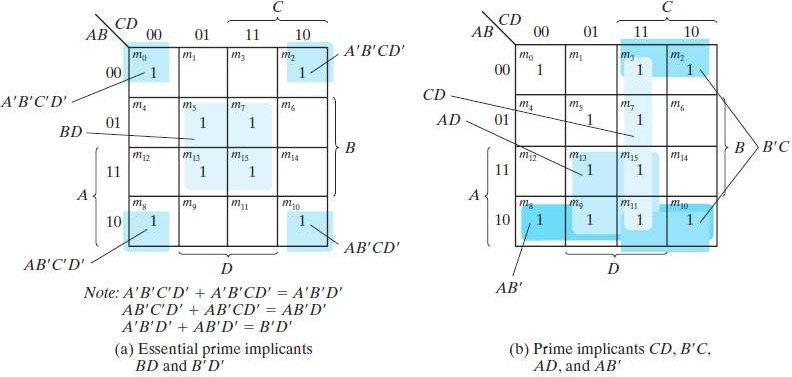 C
CD
AB
00 01 11 10
m0 m1 m3 m2
00 1 1
A'B'CD'
A'B'C'D'
m4 m5 m7 m6
01 1 1
BD
B
m12 m13 m15 m14
11 1 1
A
m8 m9 m11 m10
10 1 1
AB'C'D'
AB'CD'
D
Note: A'B'C'D' + A'B'CD' = A'B'D'
AB'C'D' + AB'CD' = AB'D'
A'B'D' + AB'D' = B'D'
(a) Essential prime implicants
BD and B'D'
C
CD
AB
00 01 11 10
m0 m1 m3 m2
00 1 1 1
CD
m4 m5 m7 m6
01 1 1
AD
B
B'C
m12 m13 m15 m14
11 1 1
A
m8 m9 m11 m10
10 1 1 1 1
D
AB'
(b) Prime implicants CD, B'C,
AD, and AB'